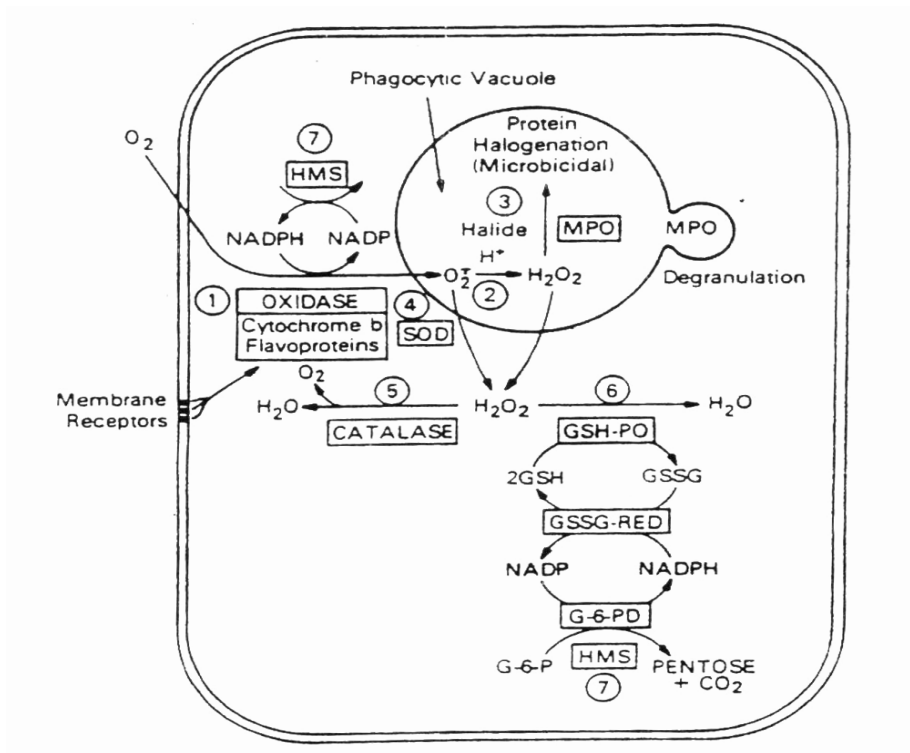 Phagocytic Vacuole
O₂
7
HMS
NADPH NADP
Protein
Halogenation
(Microbicidal)
3
Halide
MPO
MPO
H⁺
O₂⁻ H₂O₂
2
Degranulation
1
OXIDASE
Cytochrome b
Flavoproteins
4
SOD
Membrane
Receptors
O₂
H₂O
5
CATALASE
H₂O₂
6
H₂O
GSH-PO
2GSH GSSG
GSSG-RED
NADP NADPH
G-6-PD
G-6-P
HMS
7
PENTOSE
+ CO₂